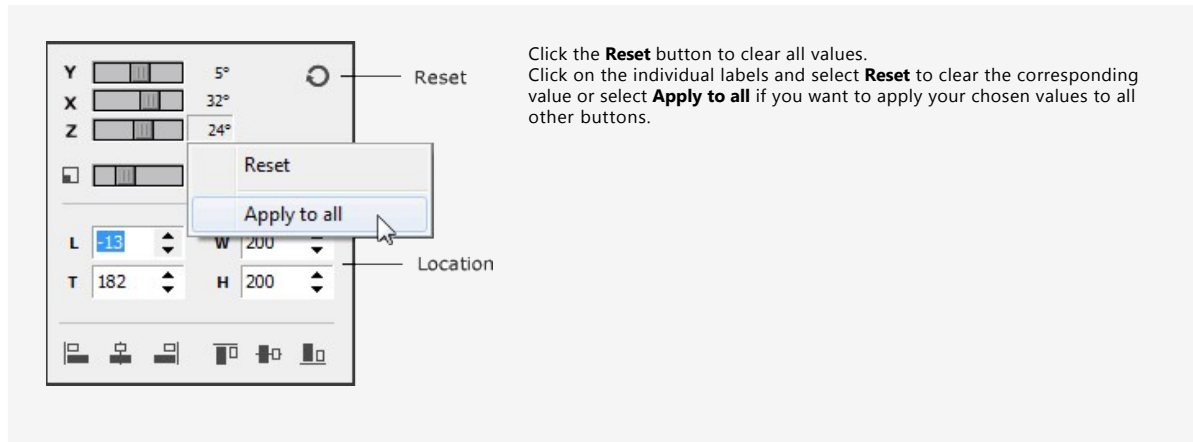 Y 5°
X 32°
Z 24°
Reset
Apply to all
L -13 W 200
T 182 H 200
Reset
Location
Click the Reset button to clear all values.
Click on the individual labels and select Reset to clear the corresponding
value or select Apply to all if you want to apply your chosen values to all
other buttons.